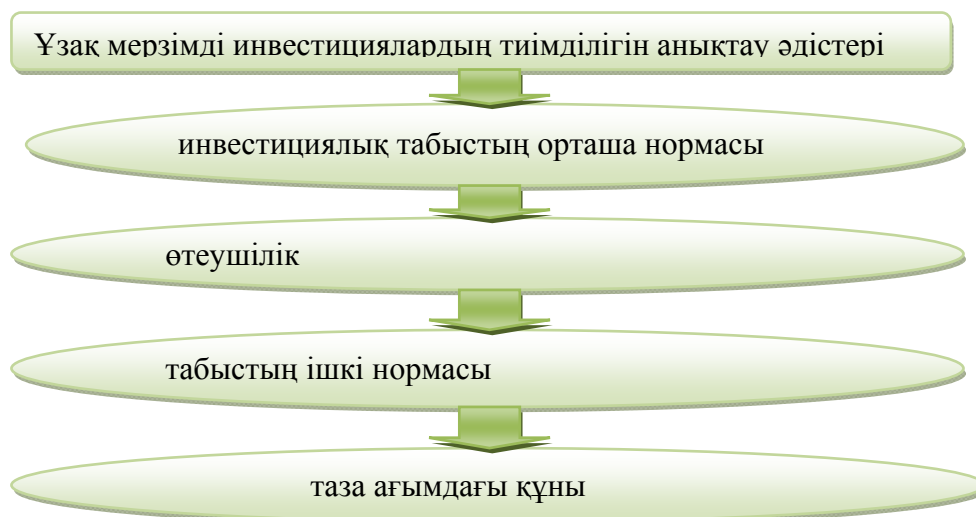 Ұзақ мерзімді инвестициялардың тиімділігін анықтау әдістері
инвестициялық табыстың орташа нормасы
өтеушілік
табыстың ішкі нормасы
таза ағымдағы құны